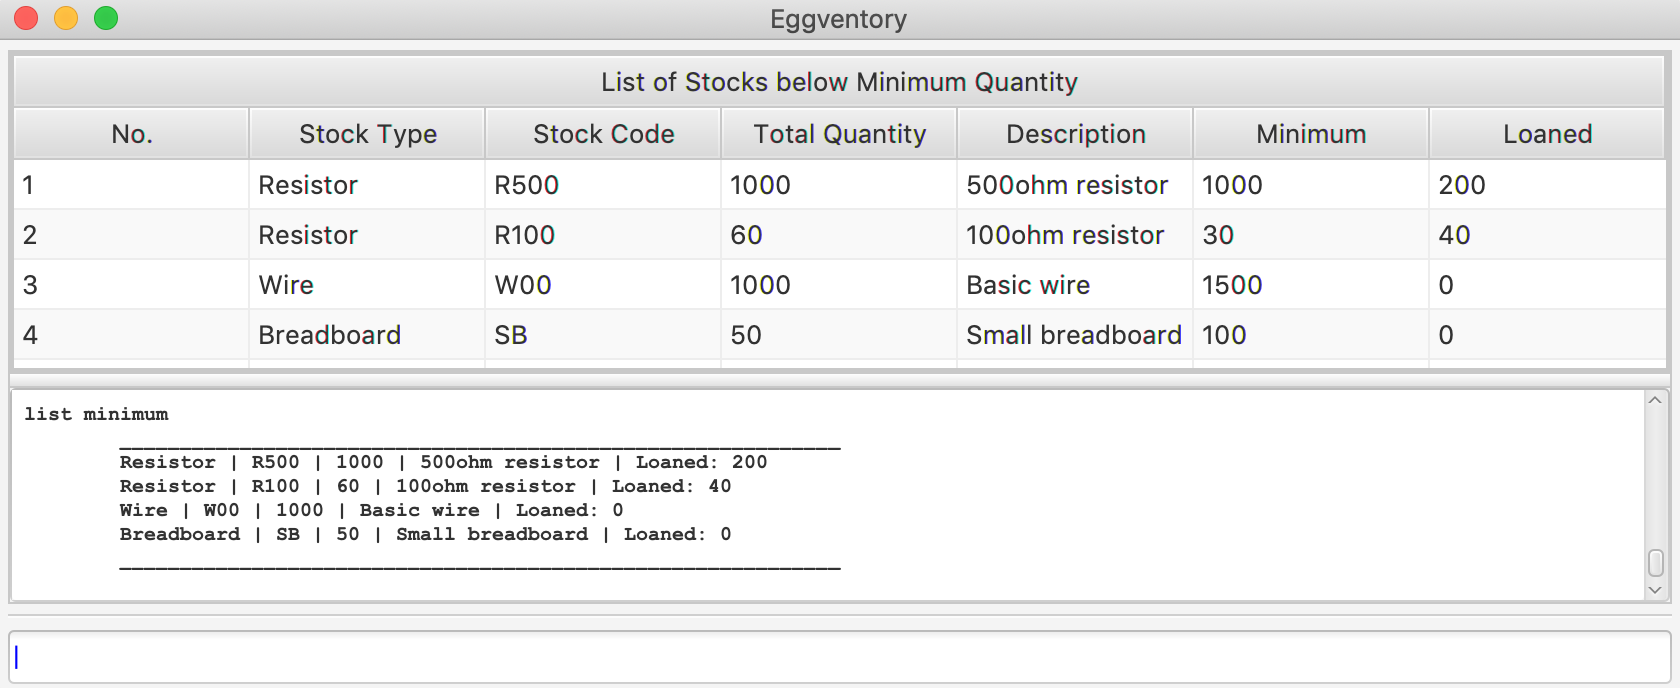 Eggventory
List of Stocks below Minimum Quantity
No. Stock Type Stock Code Total Quantity Description Minimum Loaned
1 Resistor R500 1000 500ohm resistor 1000 200
2 Resistor R100 60 100ohm resistor 30 40
3 Wire W00 1000 Basic wire 1500 0
4 Breadboard SB 50 Small breadboard 100 0
list minimum
Resistor | R500 | 1000 | 500ohm resistor | Loaned: 200
Resistor | R100 | 60 | 100ohm resistor | Loaned: 40
Wire | W00 | 1000 | Basic wire | Loaned: 0
Breadboard | SB | 50 | Small breadboard | Loaned: 0